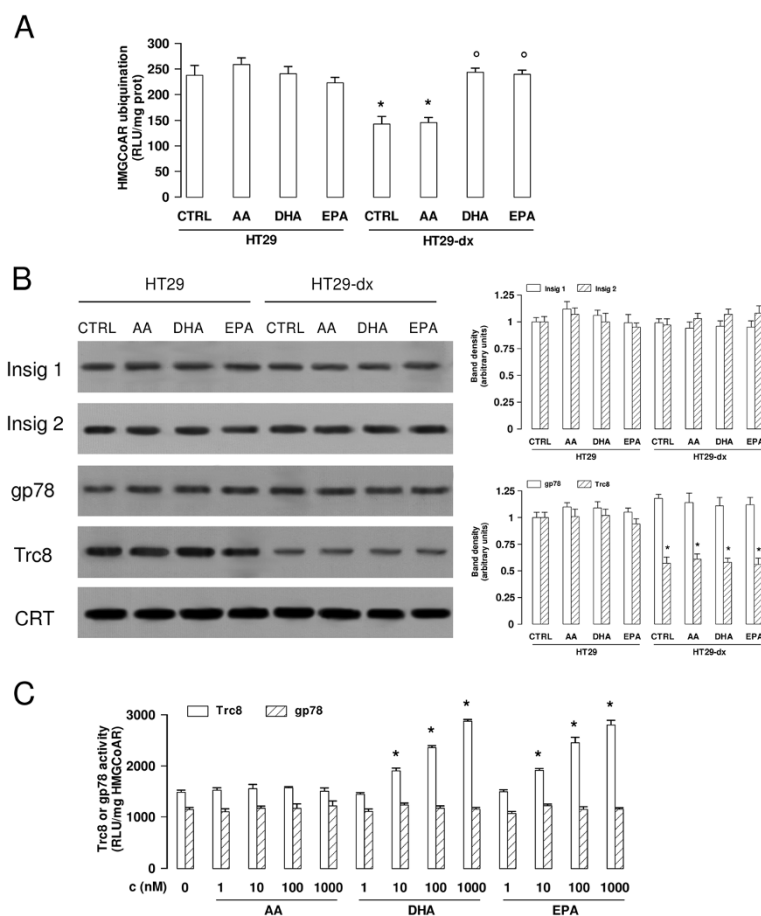 A
HMGCoAR ubiquination
(RLU/mg prot)
300
250
200
150
100
50
0
* * ° °
CTRL AA DHA EPA CTRL AA DHA EPA
HT29 HT29-dx
B
HT29 HT29-dx
CTRL AA DHA EPA CTRL AA DHA EPA
Insig 1
Insig 2
gp78
Trc8
CRT
Insig 1 Insig 2
Band density
(arbitrary units)
1.25
1
0.75
0.5
0.25
0
CTRL AA DHA EPA CTRL AA DHA EPA
HT29 HT29-dx
gp78 Trc8
Band density
(arbitrary units)
1.25
1
0.75
0.5
0.25
0
* * * *
CTRL AA DHA EPA CTRL AA DHA EPA
HT29 HT29-dx
C
Trc8 gp78
Trc8 or gp78 activity
(RLU/mg HMGCoAR)
3000
2000
1000
0
* * * * * *
c (nM) 0 1 10 100 1000 1 10 100 1000 1 10 100 1000
AA DHA EPA